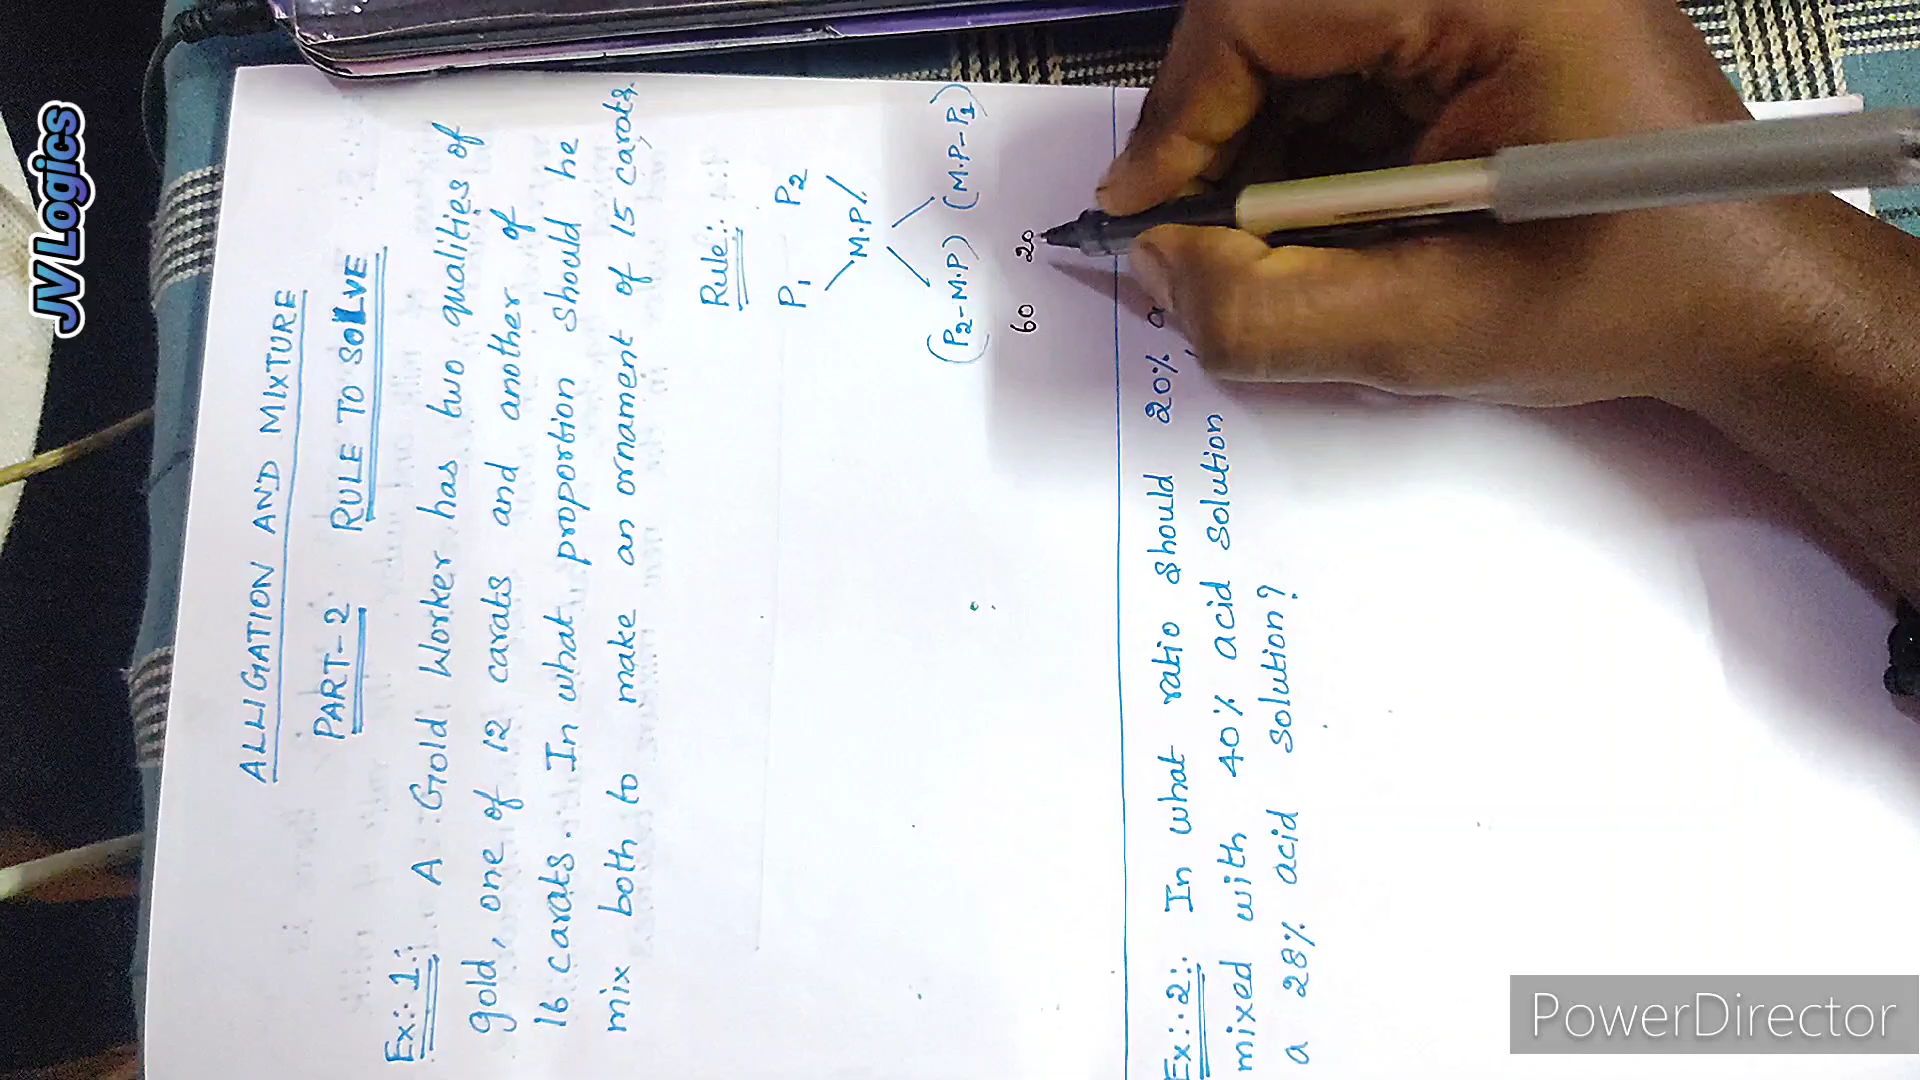 JV Logics
ALLIGATION AND MIXTURE
PART-2 RULE TO SOLVE
Ex:-1:- A Gold Worker has two qualities of
gold, one of 12 carats and another of
16 carats. In what proportion should he
mix both to make an ornament of 15 carats.
Rule:-
P1 P2
M.P/.
(P2-M.P) (M.P-P1)
60 20
Ex:-2:- In what ratio should 20%
mixed with 40% acid solution
a 28% acid solution?
PowerDirector